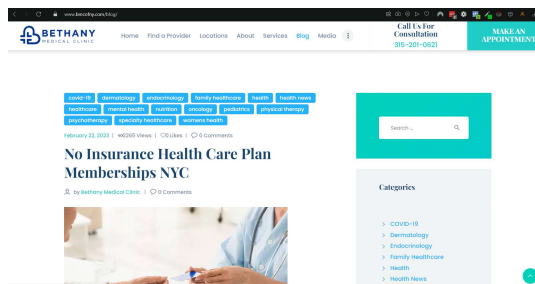 www.bmcofny.com/blog/
BETHANY
MEDICAL CLINIC
Home Find a Provider Locations About Services Blog Media
Call Us For
Consultation
315-201-0621
MAKE AN
APPOINTMENT
covid-19 dermatology endocrinology family healthcare health health news
healthcare mental health nutrition oncology pediatrics physical therapy
psychotherapy specialty healthcare womens health
February 22, 2023 | 6265 Views | 0 Likes | 0 Comments
No Insurance Health Care Plan
Memberships NYC
by Bethany Medical Clinic | 0 Comments
Search ...
Categories
> COVID-19
> Dermatology
> Endocrinology
> Family Healthcare
> Health
> Health News